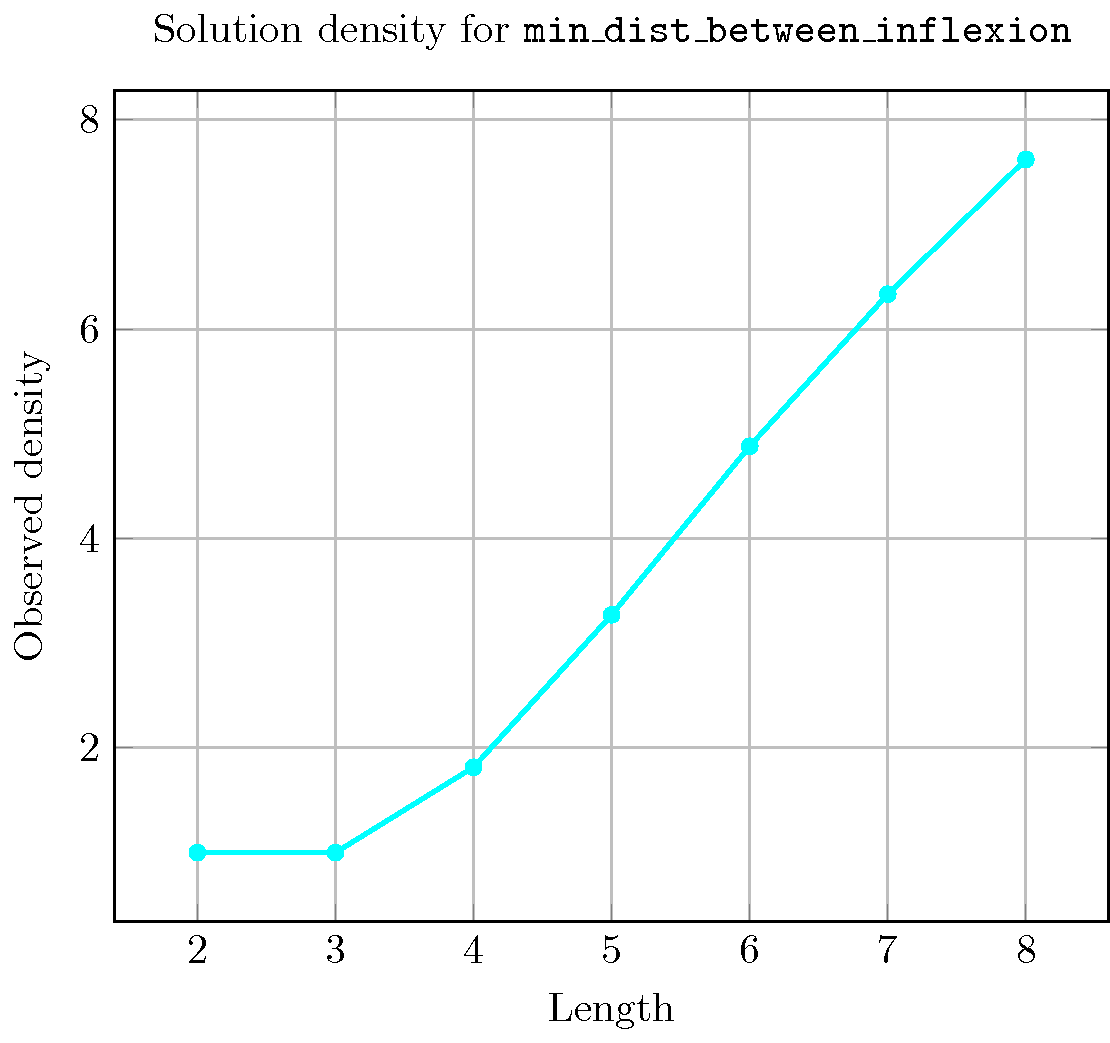 Solution density for min_dist_between_inflexion
8
6
4
2
Observed density
2 3 4 5 6 7 8
Length